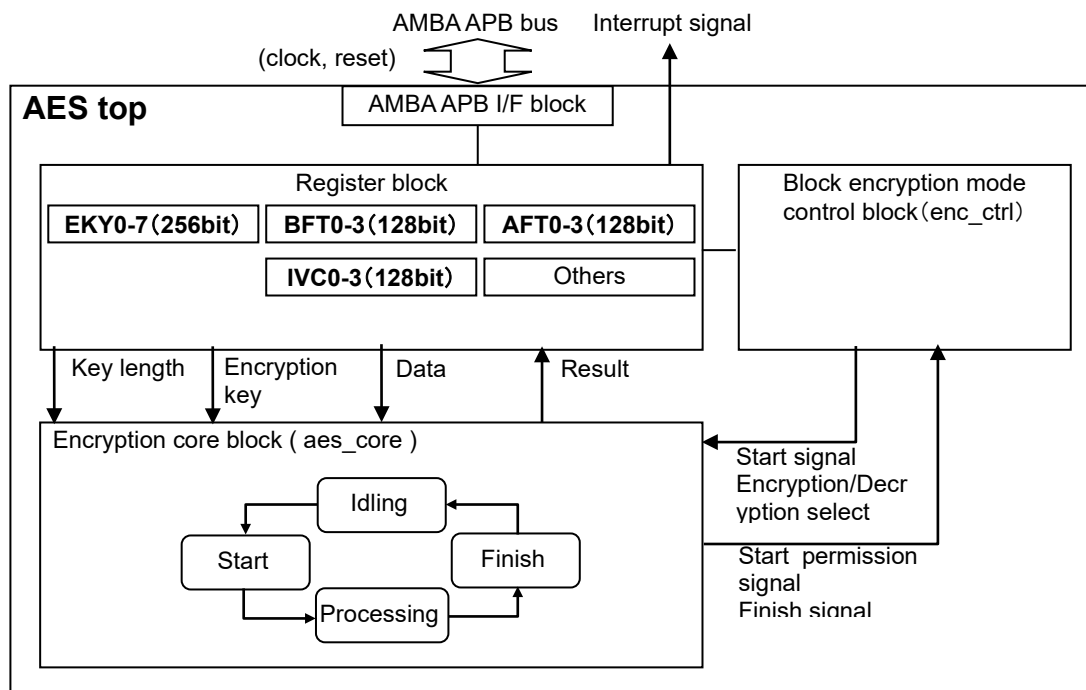 AMBA APB bus
Interrupt signal
(clock, reset)
AES top
AMBA APB I/F block
Register block
EKY0-7（256bit）
BFT0-3（128bit）
AFT0-3（128bit）
IVC0-3（128bit）
Others
Block encryption mode
control block（enc_ctrl）
Key length
Encryption
key
Data
Result
Encryption core block ( aes_core )
Idling
Start
Finish
Processing
Start signal
Encryption/Decr
yption select
Start permission
signal
Finish signal